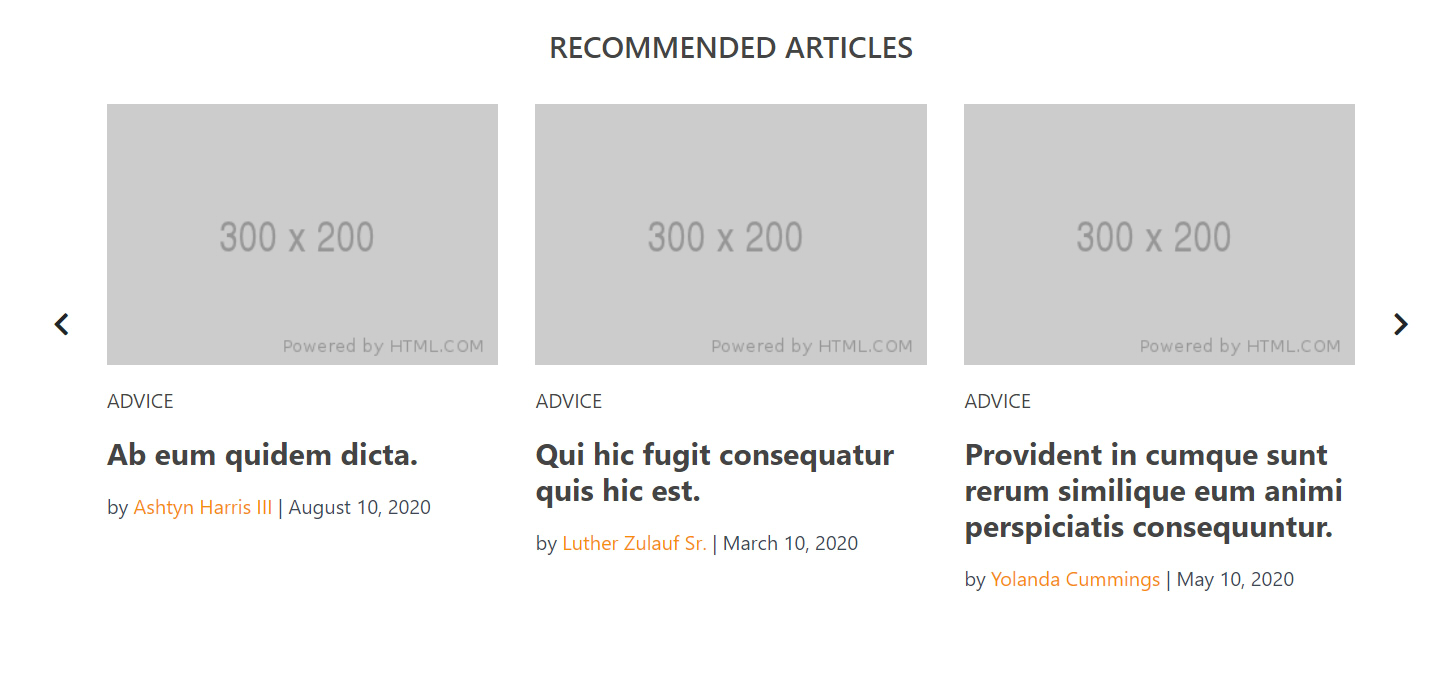 RECOMMENDED ARTICLES
300 x 200
Powered by HTML.COM
ADVICE
Ab eum quidem dicta.
by Ashtyn Harris III | August 10, 2020
300 x 200
Powered by HTML.COM
ADVICE
Qui hic fugit consequatur
quis hic est.
by Luther Zulauf Sr. | March 10, 2020
300 x 200
Powered by HTML.COM
ADVICE
Provident in cumque sunt
rerum similique eum animi
perspiciatis consequuntur.
by Yolanda Cummings | May 10, 2020